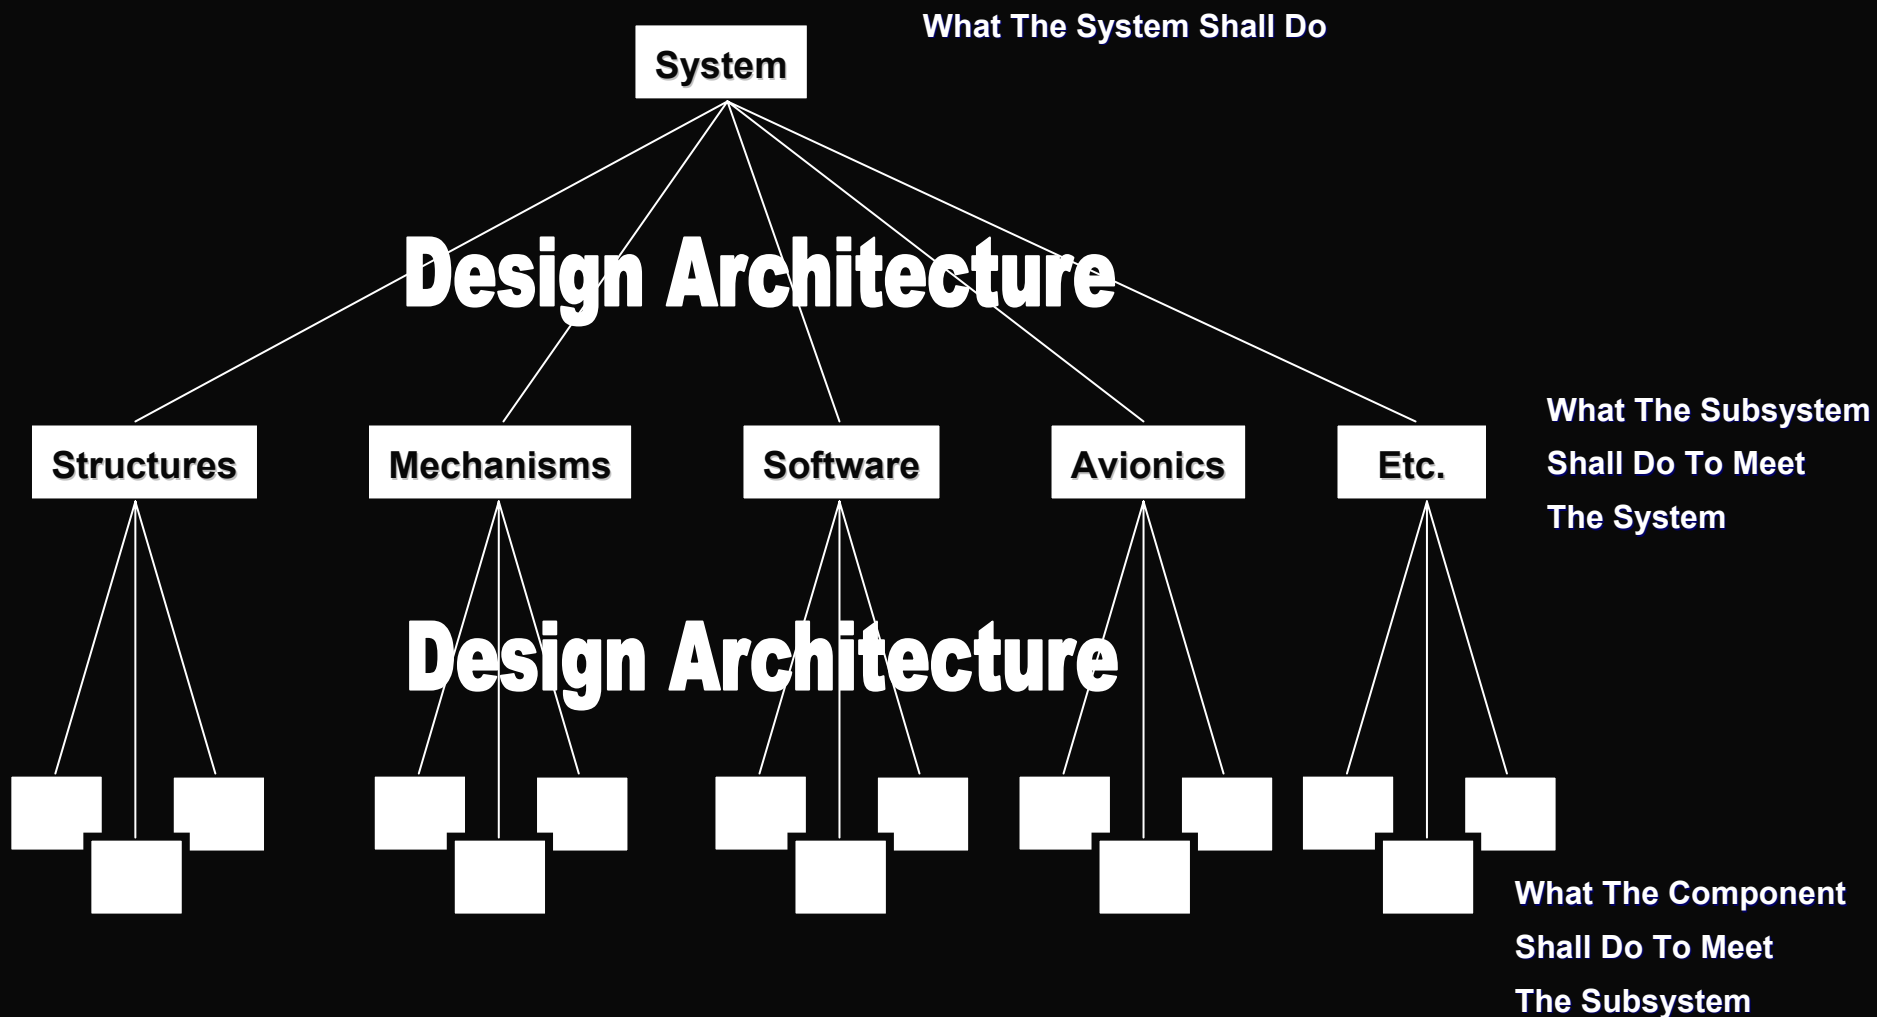 What The System Shall Do
System
Design Architecture
Structures
Mechanisms
Software
Avionics
Etc.
What The Subsystem
Shall Do To Meet
The System
Design Architecture
What The Component
Shall Do To Meet
The Subsystem